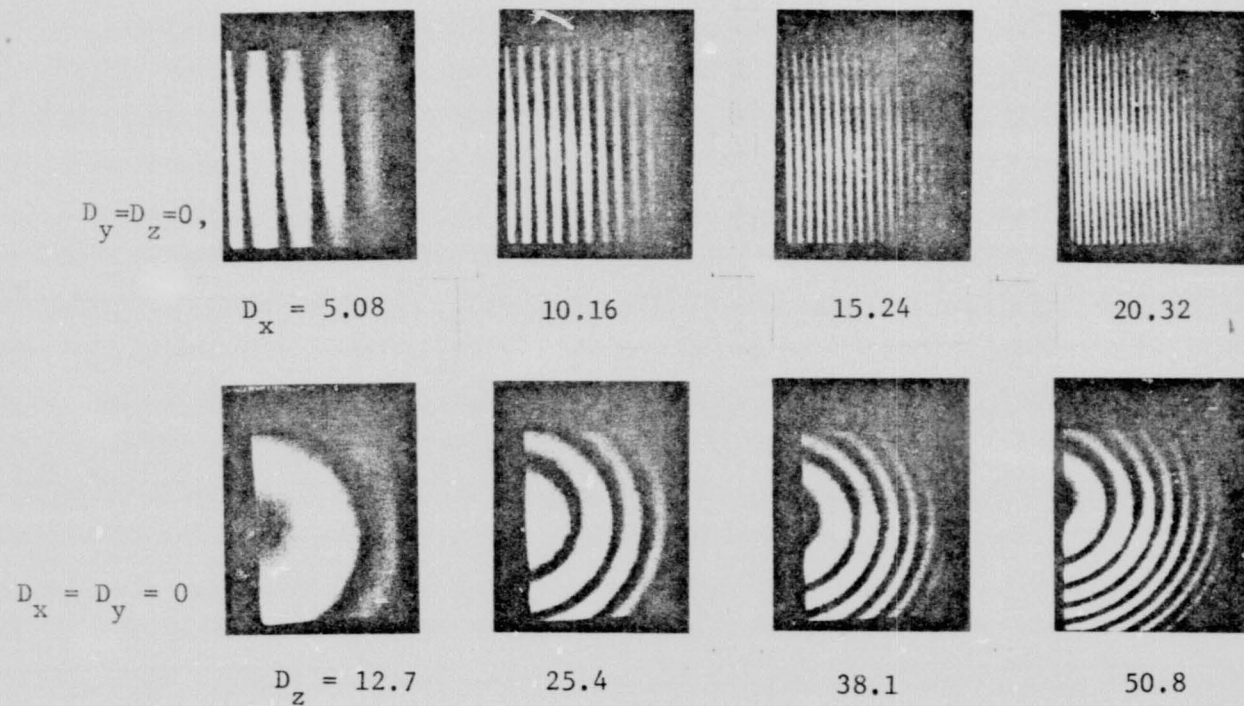 D_y=D_z=0,
D_x = 5.08 10.16 15.24 20.32
D_x = D_y = 0
D_z = 12.7 25.4 38.1 50.8